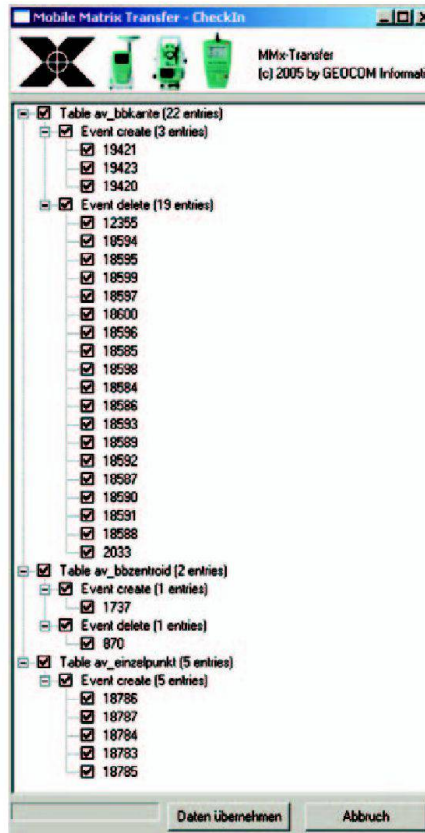 Mobile Matrix Transfer - CheckIn
MMx-Transfer
(c) 2005 by GEOCOM Informati
Table av_bbkante (22 entries)
Event create (3 entries)
19421
19423
19420
Event delete (19 entries)
12355
18594
18595
18599
18597
18600
18596
18585
18598
18584
18586
18593
18589
18592
18587
18590
18591
18588
2033
Table av_bbzentroid (2 entries)
Event create (1 entries)
1737
Event delete (1 entries)
870
Table av_einzelpunkt (5 entries)
Event create (5 entries)
18786
18787
18784
18783
18785
Daten übernehmen
Abbruch